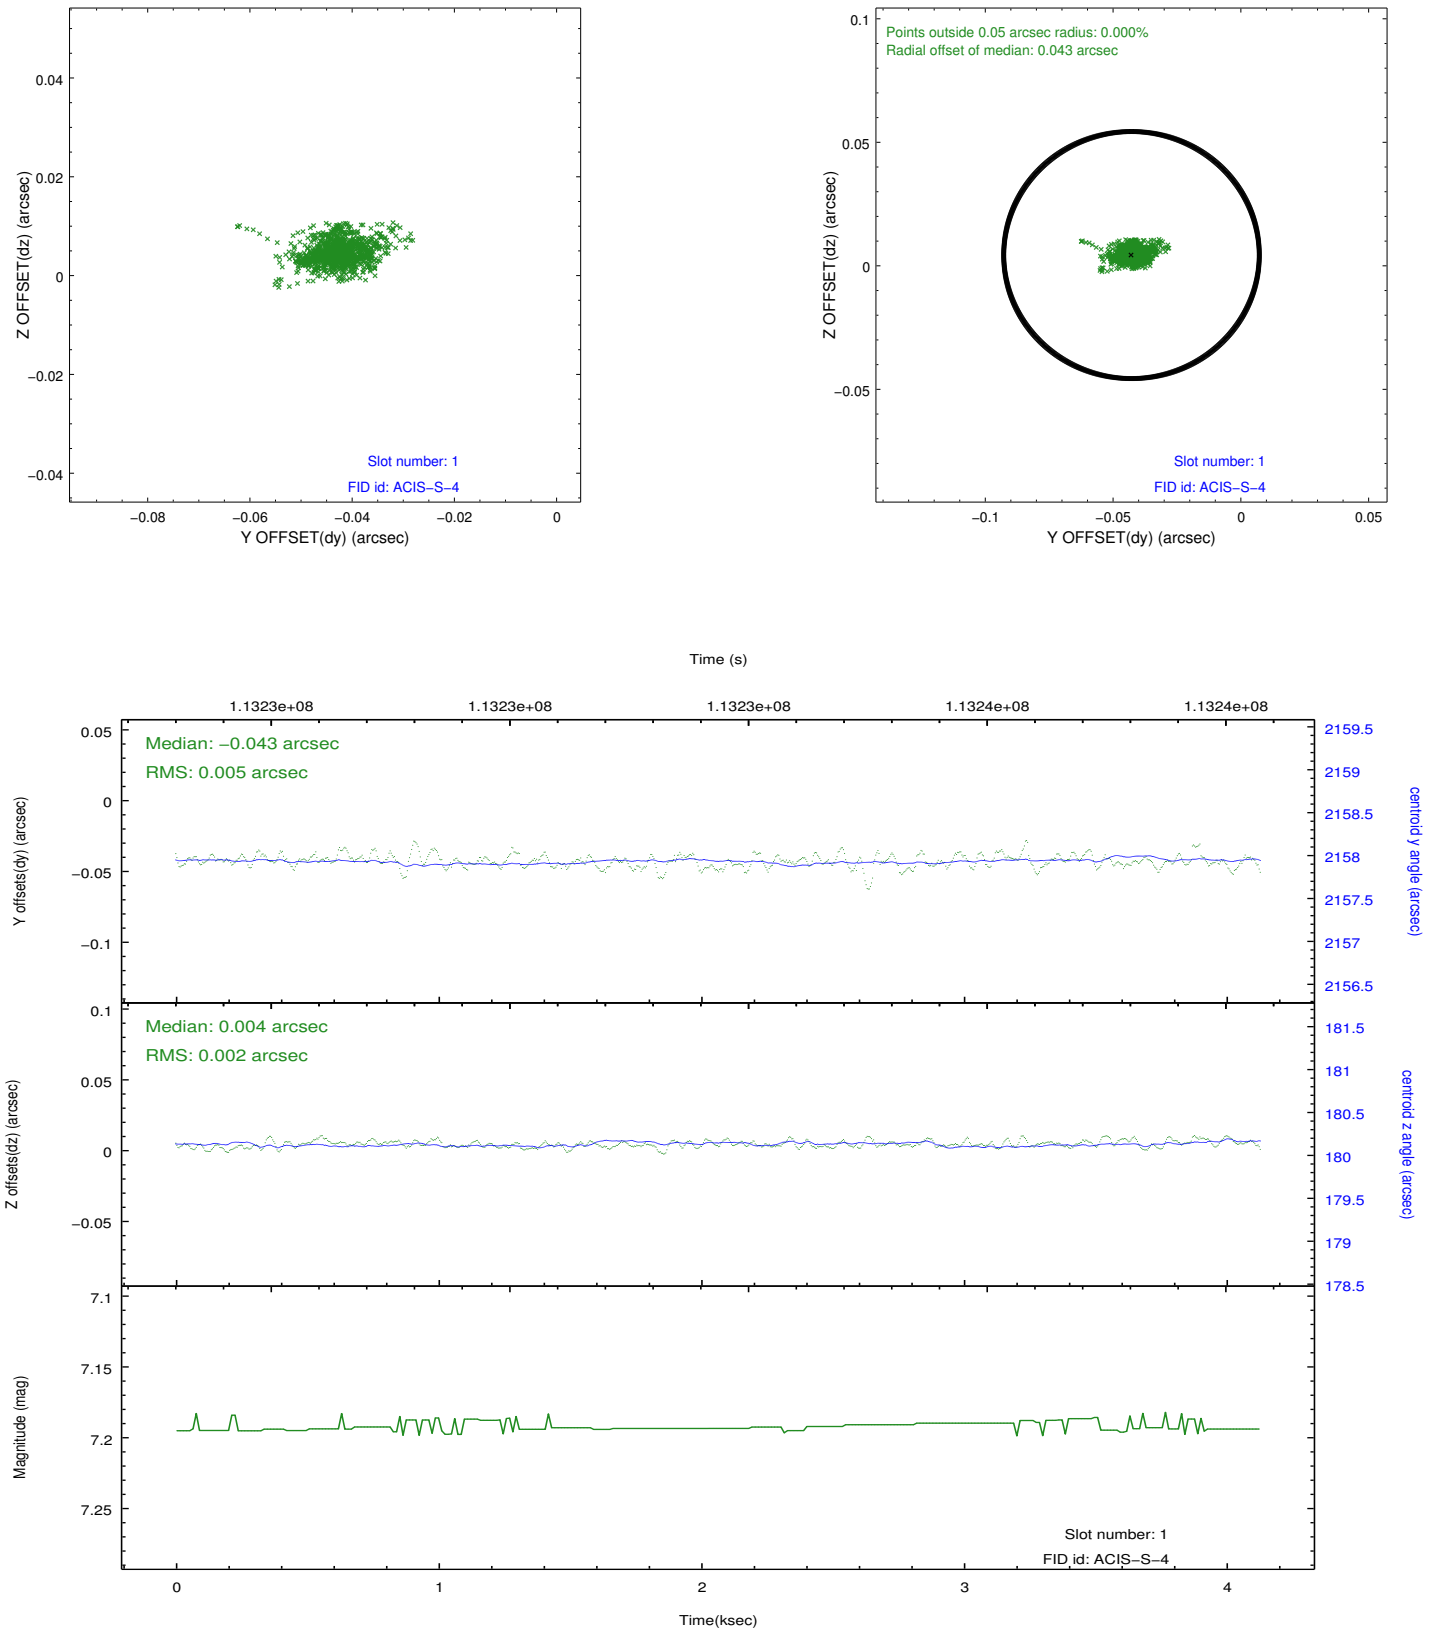 0.04
0.02
0
−0.02
−0.04
Z OFFSET(dz) (arcsec)
Slot number: 1
FID id: ACIS−S−4
−0.08 −0.06 −0.04 −0.02 0
Y OFFSET(dy) (arcsec)
0.1
0.05
0
−0.05
Z OFFSET(dz) (arcsec)
Points outside 0.05 arcsec radius: 0.000%
Radial offset of median: 0.043 arcsec
Slot number: 1
FID id: ACIS−S−4
−0.1 −0.05 0 0.05
Y OFFSET(dy) (arcsec)
Time (s)
1.1323e+08 1.1323e+08 1.1323e+08 1.1324e+08 1.1324e+08
0.05
0
−0.05
−0.1
Y offsets(dy) (arcsec)
Median: −0.043 arcsec
RMS: 0.005 arcsec
2159.5
2159
2158.5
2158
2157.5
2157
2156.5
centroid y angle (arcsec)
0.1
0.05
0
−0.05
Z offsets(dz) (arcsec)
Median: 0.004 arcsec
RMS: 0.002 arcsec
181.5
181
180.5
180
179.5
179
178.5
centroid z angle (arcsec)
7.1
7.15
7.2
7.25
Magnitude (mag)
Slot number: 1
FID id: ACIS−S−4
0 1 2 3 4
Time(ksec)